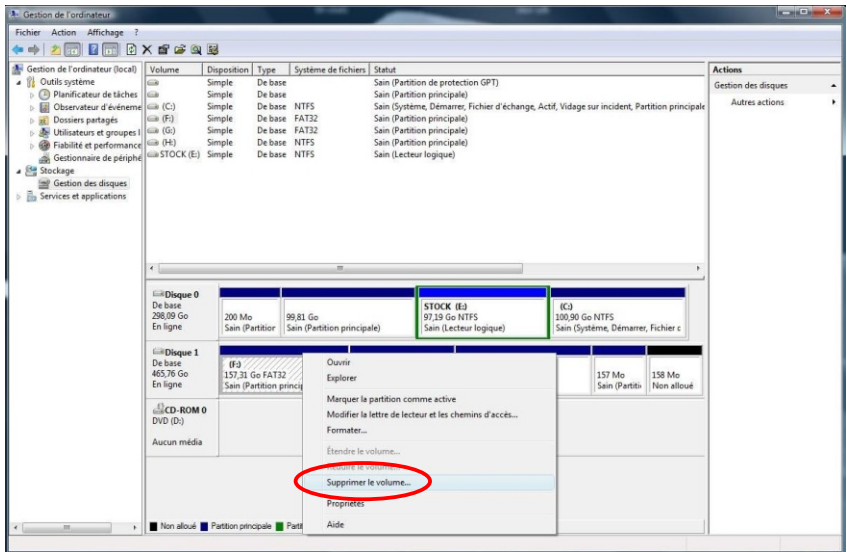 Gestion de l'ordinateur
Fichier Action Affichage ?
Gestion de l'ordinateur (local)
Outils système
Planificateur de tâches
Observateur d'événeme
Dossiers partagés
Utilisateurs et groupes l
Fiabilité et performance
Gestionnaire de périphé
Stockage
Gestion des disques
Services et applications
Volume Disposition Type Système de fichiers Statut
Simple De base Sain (Partition de protection GPT)
Simple De base Sain (Partition principale)
(C:) Simple De base NTFS Sain (Système, Démarrer, Fichier d'échange, Actif, Vidage sur incident, Partition principale
(F:) Simple De base FAT32 Sain (Partition principale)
(G:) Simple De base FAT32 Sain (Partition principale)
(H:) Simple De base NTFS Sain (Partition principale)
STOCK (E:) Simple De base NTFS Sain (Lecteur logique)
Actions
Gestion des disques
Autres actions
Disque 0
De base
298,09 Go
En ligne
200 Mo
Sain (Partitior
99,81 Go
Sain (Partition principale)
STOCK (E:)
97,19 Go NTFS
Sain (Lecteur logique)
(C:)
100,90 Go NTFS
Sain (Système, Démarrer, Fichier c
Disque 1
De base
465,76 Go
En ligne
(F:)
157,31 Go FAT32
Sain (Partition princip
157 Mo
Sain (Partiti
158 Mo
Non alloué
CD-ROM 0
DVD (D:)
Aucun média
Ouvrir
Explorer
Marquer la partition comme active
Modifier la lettre de lecteur et les chemins d'accès...
Formater...
Étendre le volume...
Réduire le volume...
Supprimer le volume...
Propriétés
Aide
Non alloué Partition principale Parti